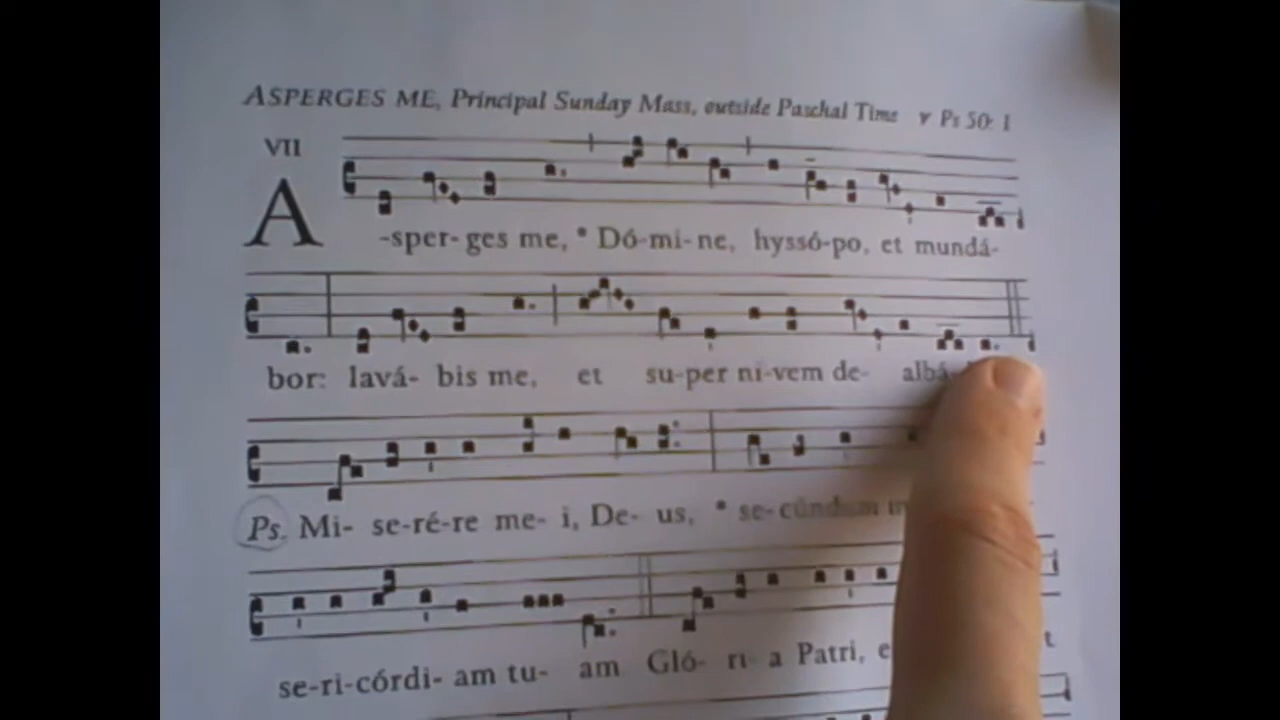 ASPERGES ME, Principal Sunday Mass, outside Paschal Time ℣ Ps 50: 1
VII
A-sper-ges me, * Dó-mi-ne, hyssó-po, et mundá-
bor: lavá-bis me, et su-per ni-vem de-
Ps. Mi-se-ré-re me-i, De-us, * se-cúndum
se-ri-córdi-am tu-am Gló-ri-a Patri,